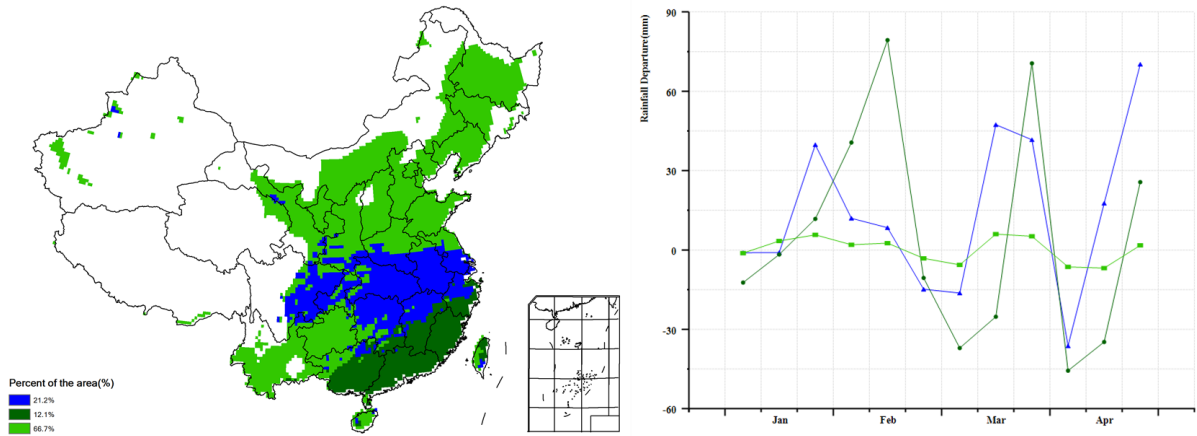 Percent of the area(%)
21.2%
12.1%
66.7%
Rainfall Departure(mm)
90
60
30
0
-30
-60
Jan
Feb
Mar
Apr